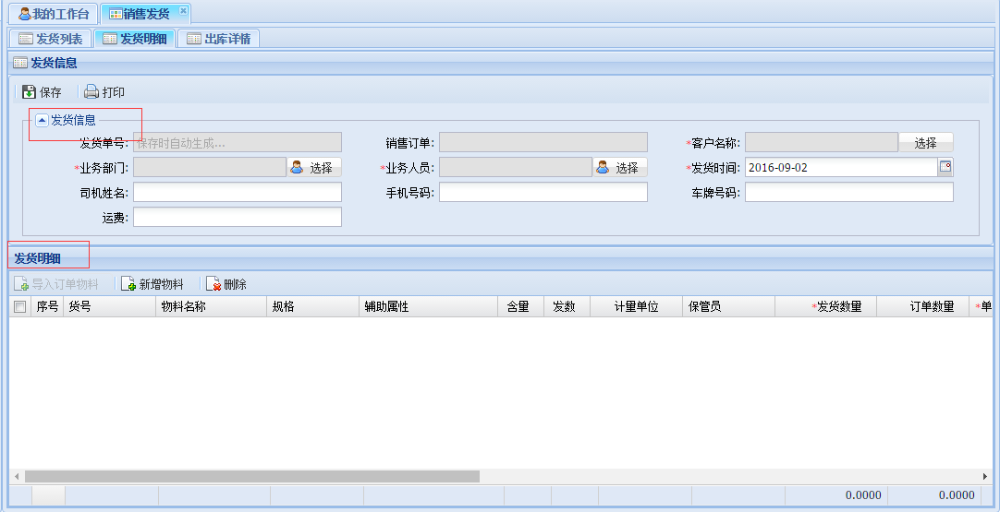 我的工作台 销售发货
发货列表 发货明细 出库详情
发货信息
保存 打印
发货信息
发货单号: 保存时自动生成... 销售订单: *客户名称: 选择
*业务部门: 选择 *业务人员: 选择 *发货时间: 2016-09-02
司机姓名: 手机号码: 车牌号码:
运费:
发货明细
导入订单物料 新增物料 删除
序号 货号 物料名称 规格 辅助属性 含量 发数 计量单位 保管员 *发货数量 订单数量 *单
0.0000 0.0000